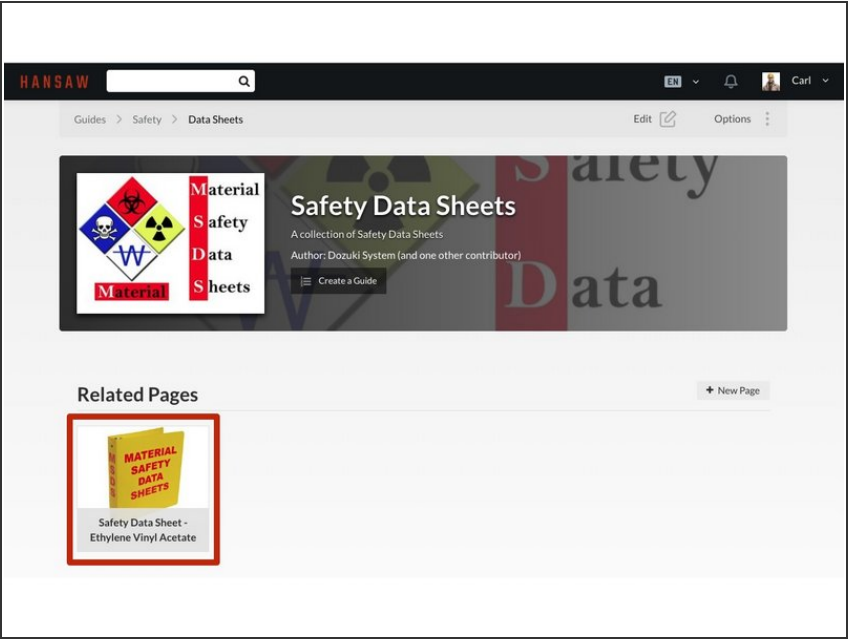 HANSAW
EN
Carl
Guides > Safety > Data Sheets
Edit
Options
Safety
Data
Material
Safety
Data
Sheets
Material
Safety Data Sheets
A collection of Safety Data Sheets
Author: Dozuki System (and one other contributor)
Create a Guide
Related Pages
+ New Page
MSDS
MATERIAL
SAFETY
DATA
SHEETS
Safety Data Sheet -
Ethylene Vinyl Acetate